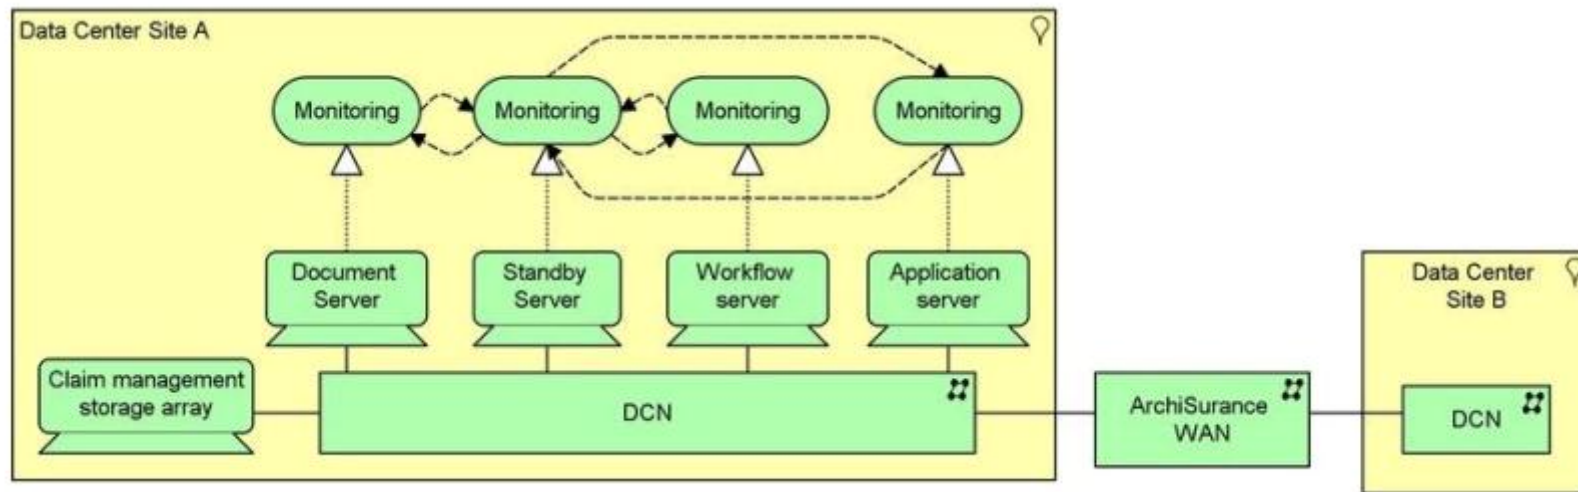 Data Center Site A
Monitoring
Monitoring
Monitoring
Monitoring
Document
Server
Standby
Server
Workflow
server
Application
server
Data Center
Site B
Claim management
storage array
DCN
ArchiSurance
WAN
DCN